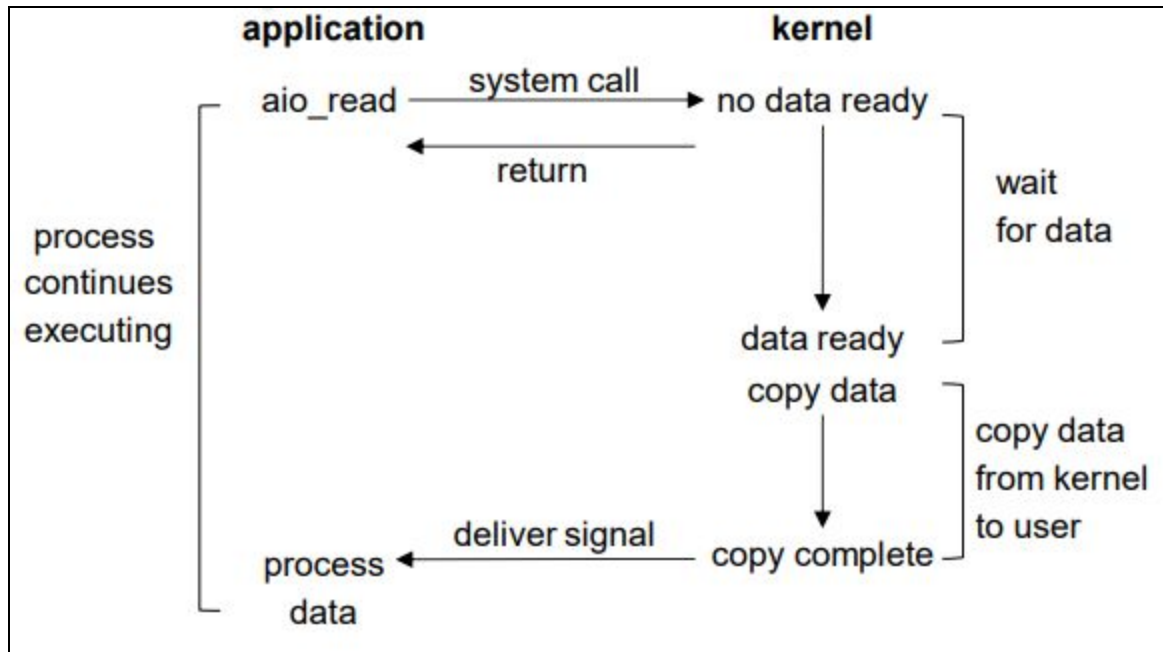 application
kernel
aio_read
system call
no data ready
return
wait
for data
process
continues
executing
data ready
copy data
copy data
from kernel
to user
deliver signal
copy complete
process
data